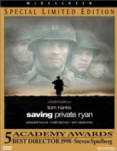 WIDESCREEN
SPECIAL LIMITED EDITION
tom hanks
saving private ryan
5 ACADEMY AWARDS
BEST DIRECTOR 1998 STEVEN SPIELBERG